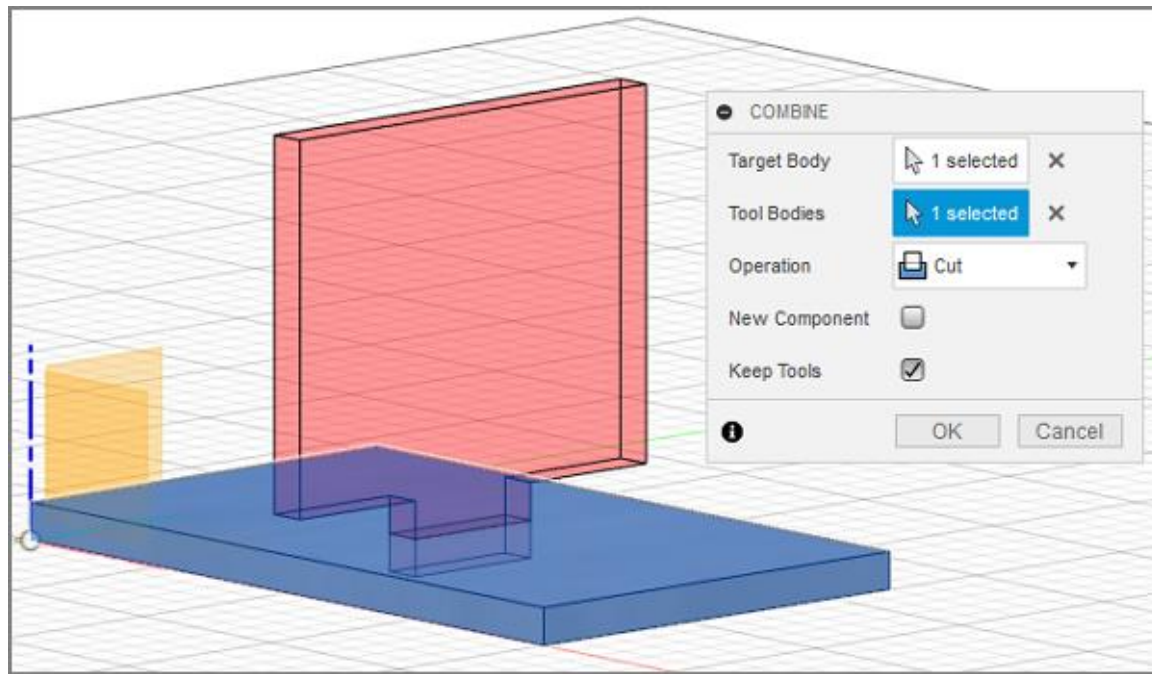 COMBINE
Target Body 1 selected
Tool Bodies 1 selected
Operation Cut
New Component
Keep Tools
OK Cancel